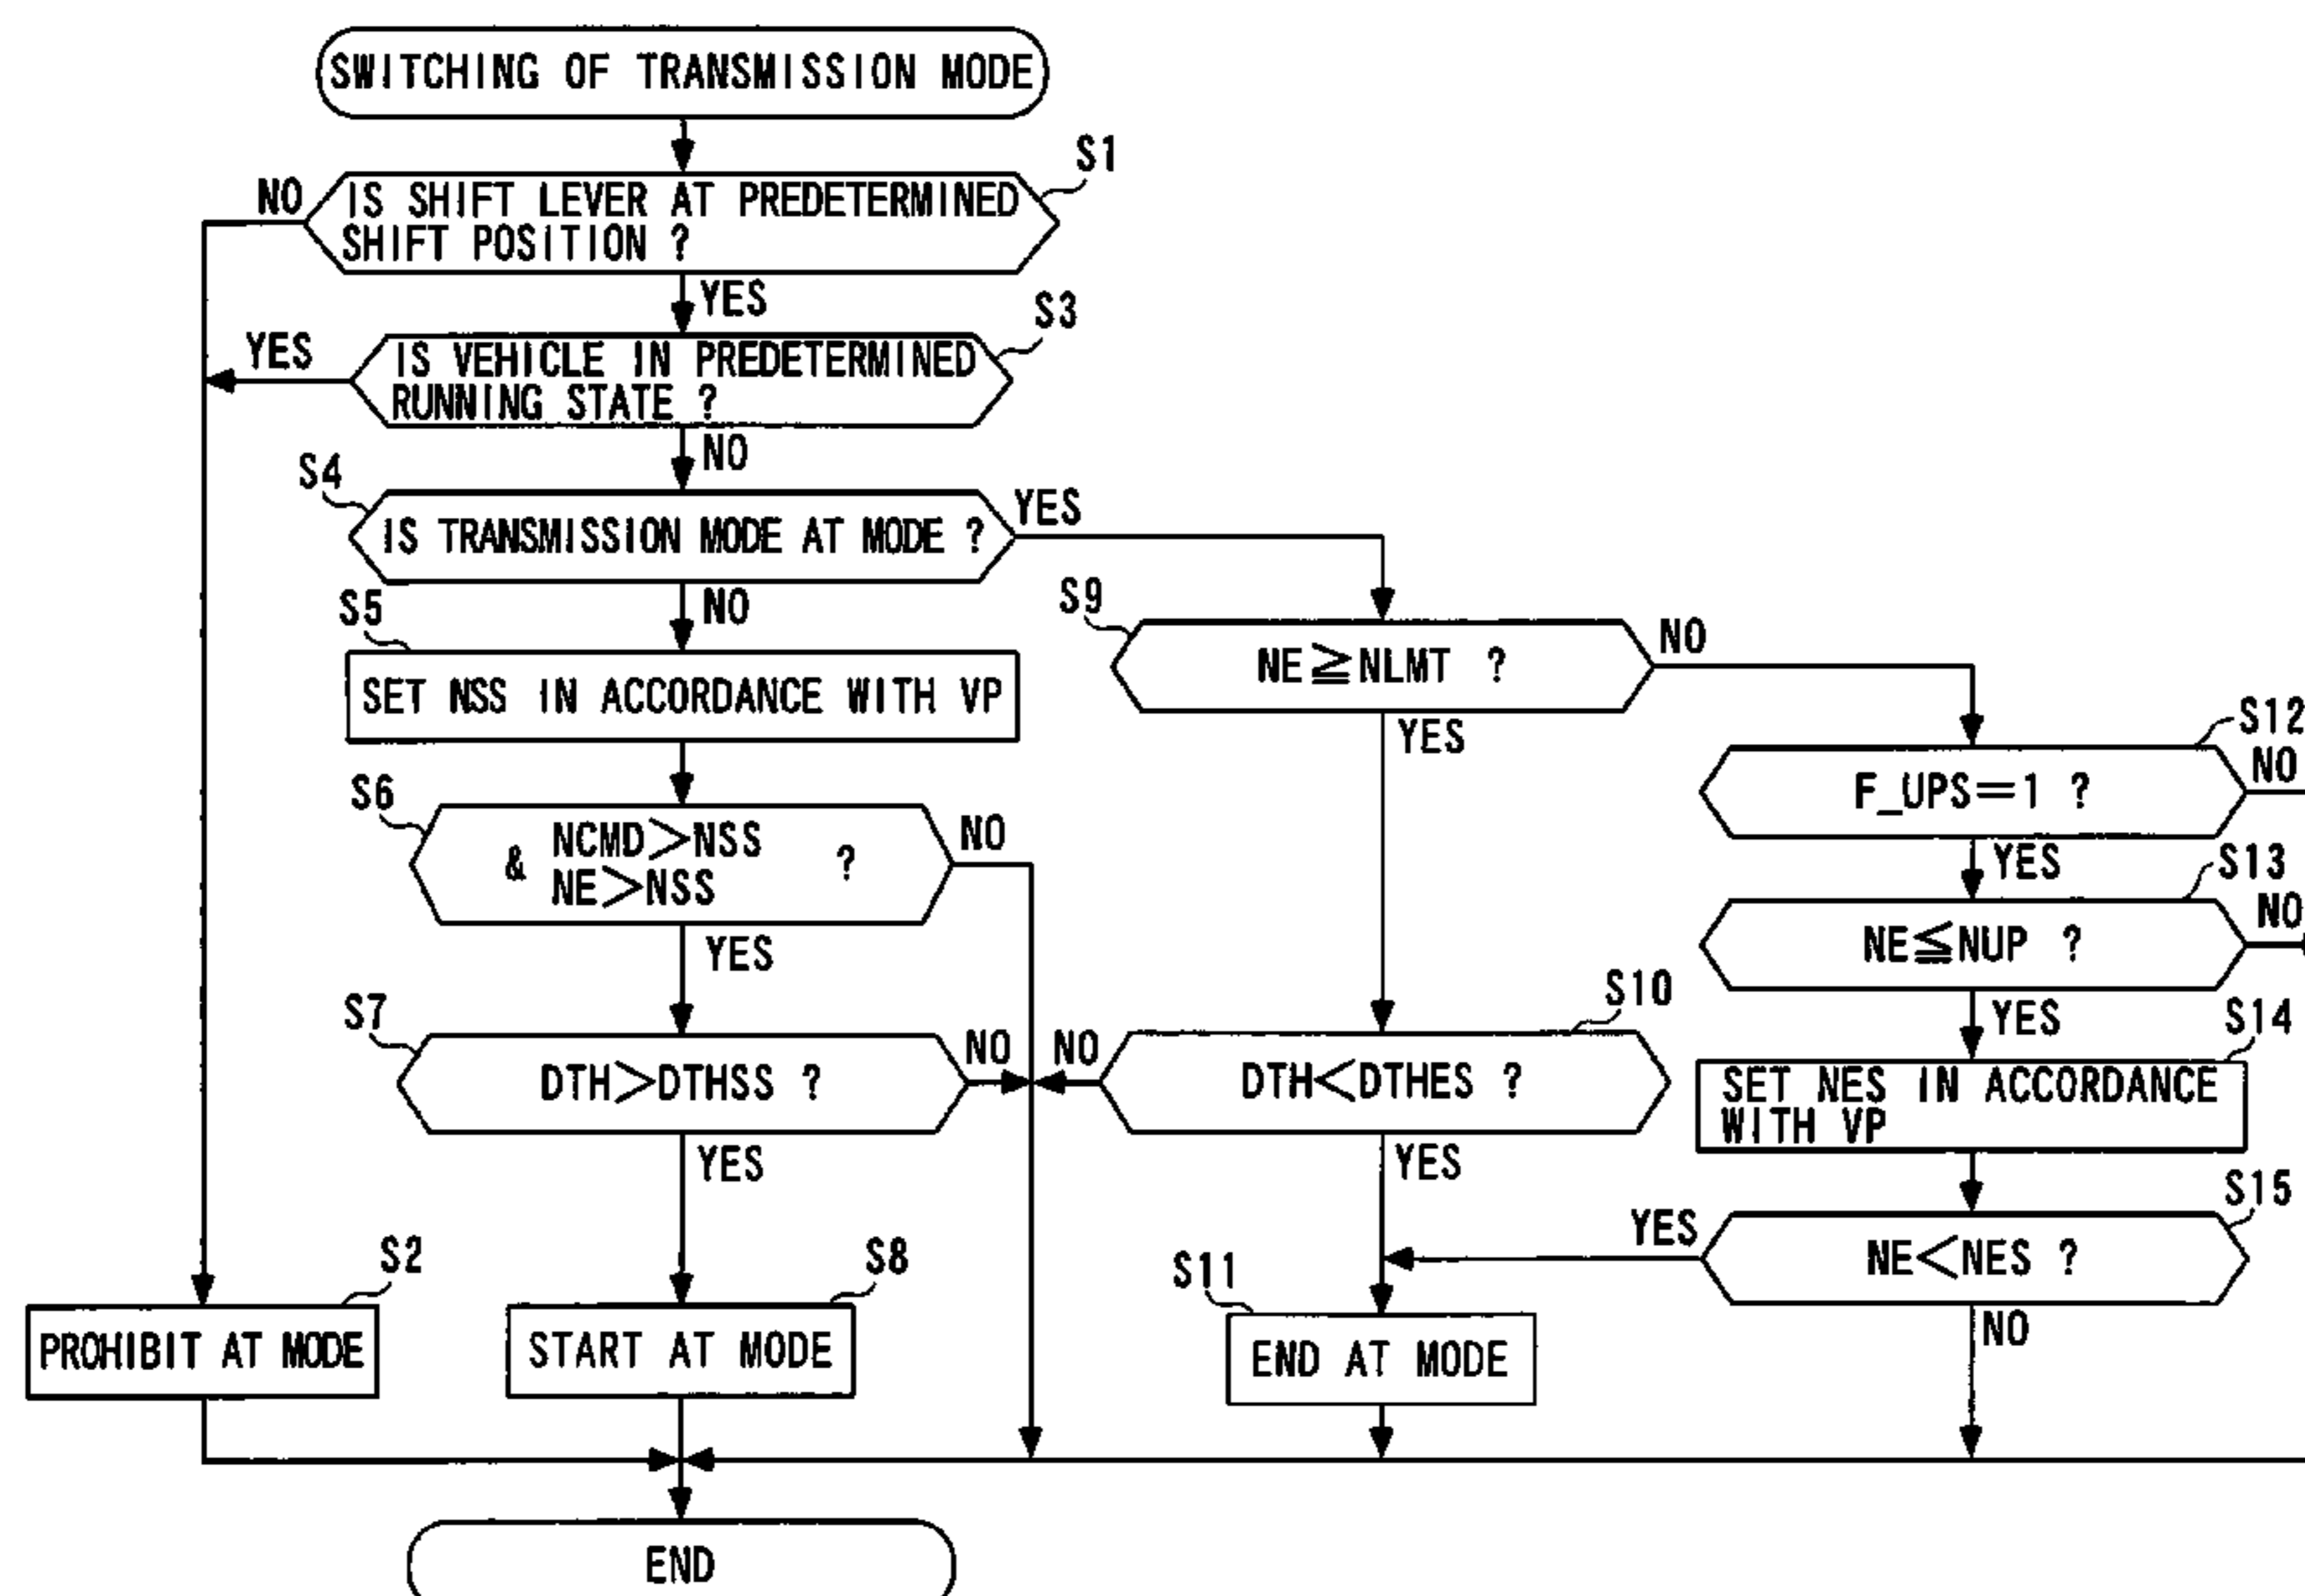 SWITCHING OF TRANSMISSION MODE
S1
NO
IS SHIFT LEVER AT PREDETERMINED
SHIFT POSITION ?
YES
S3
YES
IS VEHICLE IN PREDETERMINED
RUNNING STATE ?
NO
S4
IS TRANSMISSION MODE AT MODE ?
YES
NO
S5
SET NSS IN ACCORDANCE WITH VP
S6
& NCMD>NSS ?
NE>NSS
NO
YES
S7
DTH>DTHSS ?
NO
YES
S2
PROHIBIT AT MODE
S8
START AT MODE
S9
NE≧NLMT ?
NO
YES
S10
NO
DTH<DTHES ?
YES
S11
END AT MODE
S12
F_UPS=1 ?
NO
YES
S13
NE≦NUP ?
NO
YES
S14
SET NES IN ACCORDANCE
WITH VP
S15
YES
NE<NES ?
NO
END